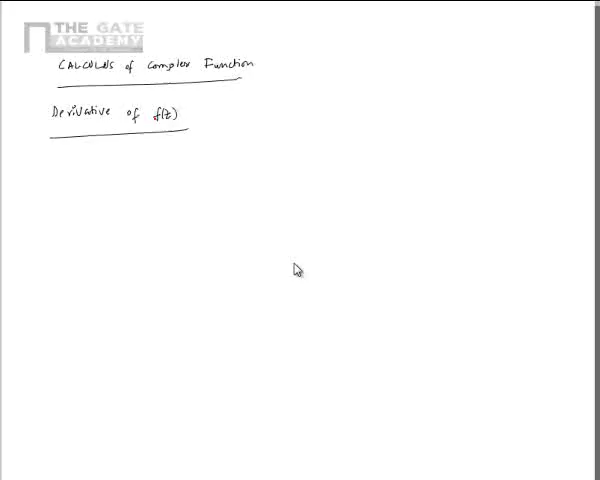 THE GATE
ACADEMY
CALCULUS of complex Function
Derivative of f(z)